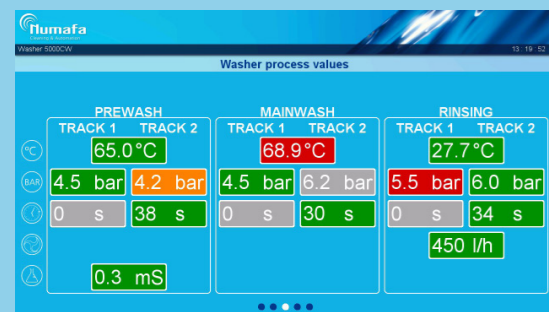 Numafa
Cleaning & Automation
Washer 5000CW 13:19:52
Washer process values
PREWASH MAINWASH RINSING
TRACK 1 TRACK 2 TRACK 1 TRACK 2 TRACK 1 TRACK 2
°C 65.0°C 68.9°C 27.7°C
BAR 4.5 bar 4.2 bar 4.5 bar 6.2 bar 5.5 bar 6.0 bar
0 s 38 s 0 s 30 s 0 s 34 s
450 l/h
0.3 mS